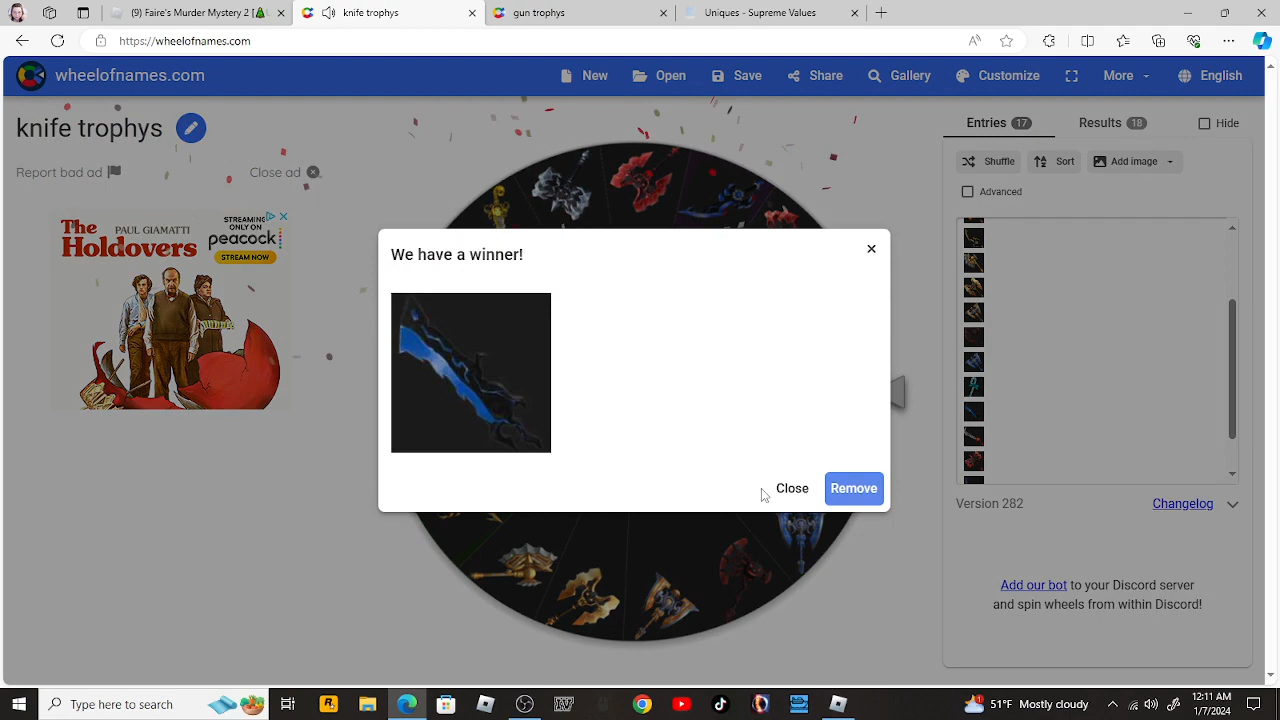 (9) Faire's Murder Mystery 2 [🎄
knife trophys
gun trophys
Uniques - Supreme Values
https://wheelofnames.com
wheelofnames.com
New
Open
Save
Share
Gallery
Customize
More
English
knife trophys
Entries 17
Results 18
Hide
Report bad ad
Close ad
Shuffle
Sort
Add image
Advanced
The
PAUL GIAMATTI
Holdovers
STREAMING
ONLY ON
peacock
STREAM NOW
We have a winner!
Close
Remove
Version 282
Changelog
Add our bot to your Discord server
and spin wheels from within Discord!
Type here to search
51°F Mostly cloudy
12:11 AM
1/7/2024